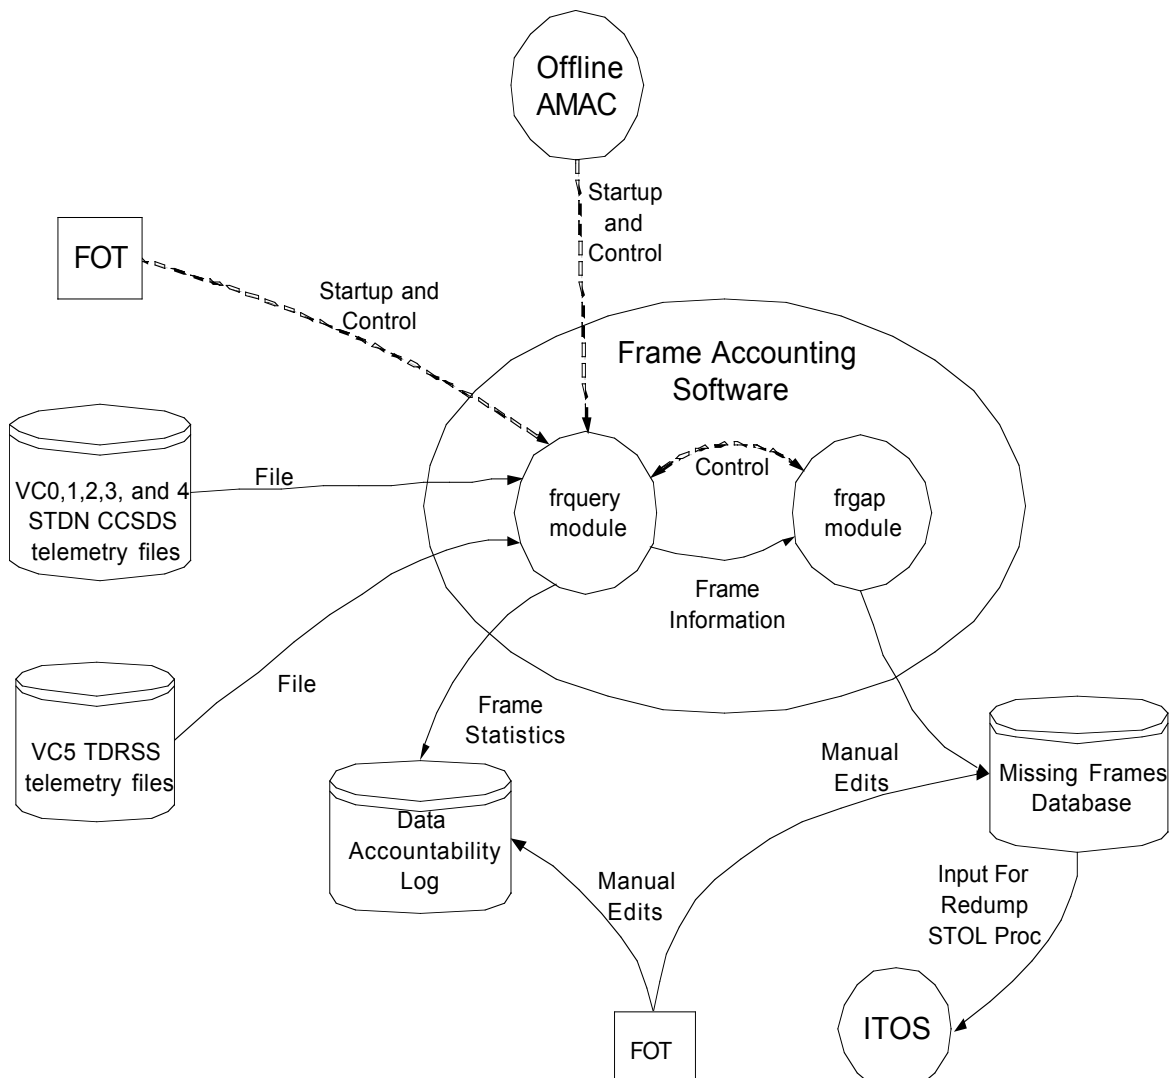 Offline
AMAC
Startup
and
Control
FOT
Startup and
Control
Frame Accounting
Software
VC0,1,2,3, and 4
STDN CCSDS
telemetry files
File
frquery
module
Control
frgap
module
Frame
Information
VC5 TDRSS
telemetry files
File
Frame
Statistics
Data
Accountability
Log
Manual
Edits
Manual
Edits
Missing Frames
Database
Input For
Redump
STOL Proc
FOT
ITOS